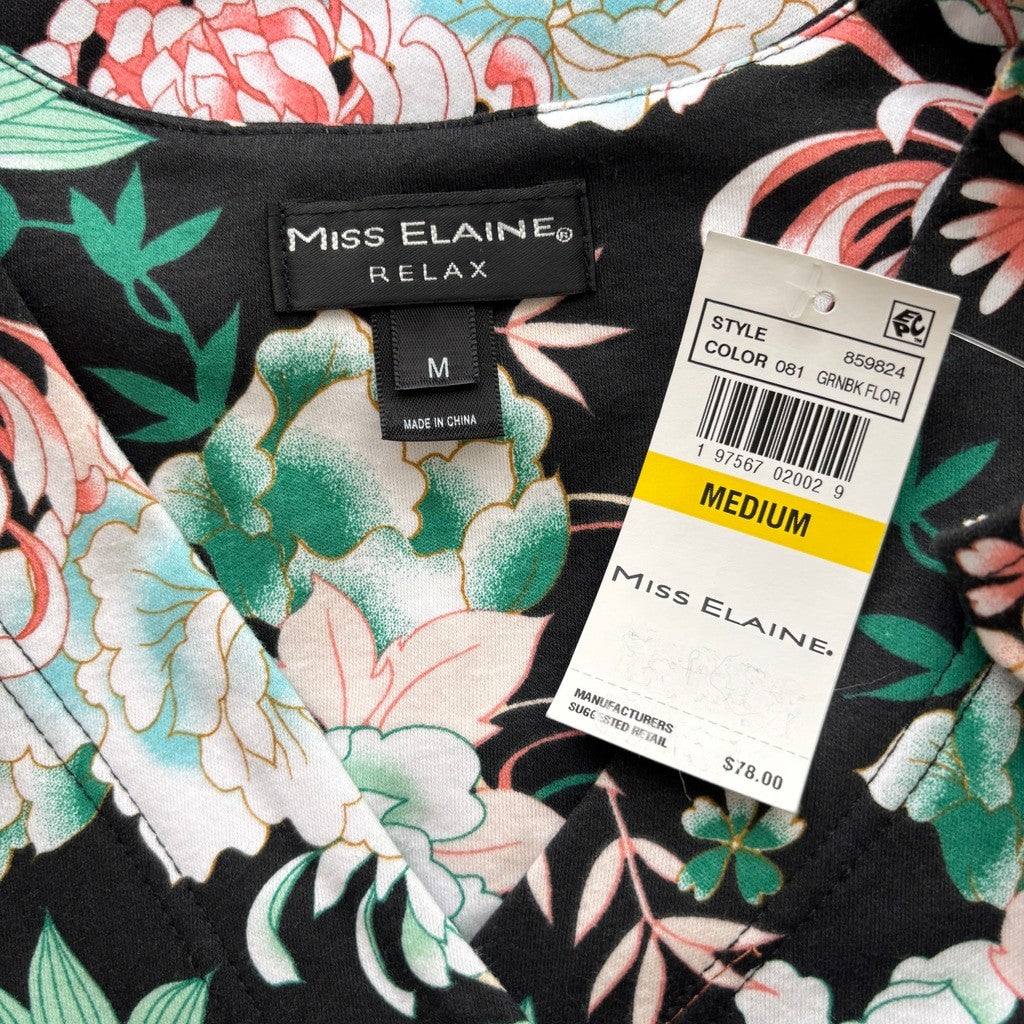 MISS ELAINE®
RELAX
M
MADE IN CHINA
EPC™
STYLE 859824
COLOR 081 GRNBK FLOR
1 97567 02002 9
MEDIUM
MISS ELAINE.
MANUFACTURERS
SUGGESTED RETAIL
$78.00